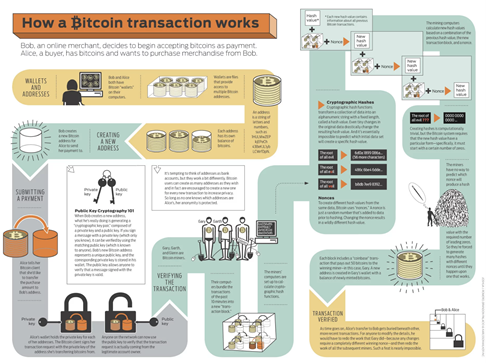 How a Bitcoin transaction works
Bob, an online merchant, decides to begin accepting bitcoins as payment.
Alice, a buyer, has bitcoins and wants to purchase merchandise from Bob.
WALLETS
AND
ADDRESSES
Bob and Alice
both have
Bitcoin "wallets"
on their
computers.
Wallets are files
that provide
access to
multiple Bitcoin
addresses.
An address
is a string of
letters and
numbers,
such as
Each address
has its own
balance of
bitcoins.
CREATING
A NEW
ADDRESS
Bob creates
a new Bitcoin
address for
Alice to send
her payment to.
SUBMITTING
A PAYMENT
Private
key
Public
key
Public Key Cryptography 101
When Bob creates a new address,
what he's really doing is generating a
"cryptographic key pair," composed of
a private key and a public key. If you sign
a message with a private key (which only
you know), it can be verified by using the
matching public key (which is known
to anyone). Bob's new Bitcoin address
represents a unique public key, and the
corresponding private key is stored in his
wallet. The public key allows anyone to
verify that a message signed with the
private key is valid.
It's tempting to think of addresses as bank
accounts, but they work a bit differently. Bitcoin
users can create as many addresses as they wish
and in fact are encouraged to create a new one
for every new transaction to increase privacy.
So long as no one knows which addresses are
Alice's, her anonymity is protected.
Alice tells her
Bitcoin client
that she'd like
to transfer
the purchase
amount to
Bob's address.
Private
key
Public
key
Alice's wallet holds the private key for each
of her addresses. The Bitcoin client signs her
transaction request with the private key of the
address she's transferring bitcoins from.
Anyone on the network can now use
the public key to verify that the transaction
request is actually coming from the
legitimate account owner.
VERIFYING
THE
TRANSACTION
Gary, Garth,
and Glenn are
Bitcoin miners.
Their computers
bundle the
transactions of
the past
10 minutes into
a new "transaction
block."
The miners'
computers are
set up to calculate
cryptographic
hash
functions.
Hash
value*
* Each new hash value contains
information about all previous
Bitcoin transactions.
+ Nonce
New
hash
value
+ Nonce
New
hash
value
+ Nonce
New
hash
value
The mining computers
calculate new hash values
based on a combination of the
previous hash value, the new
transaction block, and a nonce.
Cryptographic Hashes
Cryptographic hash functions
transform a collection of data into an
alphanumeric string with a fixed length,
called a hash value. Even tiny changes in
the original data drastically change the
resulting hash value. And it's essentially
impossible to predict which initial data set
will create a specific hash value.
Nonces
To create different hash values from the
same data, Bitcoin uses "nonces." A nonce is
just a random number that's added to data
prior to hashing. Changing the nonce results
in a wildly different hash value.
Creating hashes is computationally
trivial, but the Bitcoin system requires
that the new hash value have a
particular form—specifically, it must
start with a certain number of zeros.
The miners have
no way to predict
which nonce
will produce a hash
value with the required
number of leading zeros.
So they're forced
to generate
many hashes
with different
nonces until they
happen upon one
that works.
Each block includes a "coinbase" transaction
that pays out 50 bitcoins to the
winning miner—in this case, Gary. A new
address is created in Gary's wallet with a
balance of newly minted bitcoins.
TRANSACTION
VERIFIED
Bob & Alice
As time goes on, Alice's transfer to Bob gets buried beneath other,
more recent transactions. For anyone to modify the details, he
would have to redo the work that Gary did—because any changes
require a completely different winning nonce—and then redo the
work of all the subsequent miners. Such a feat is nearly impossible.